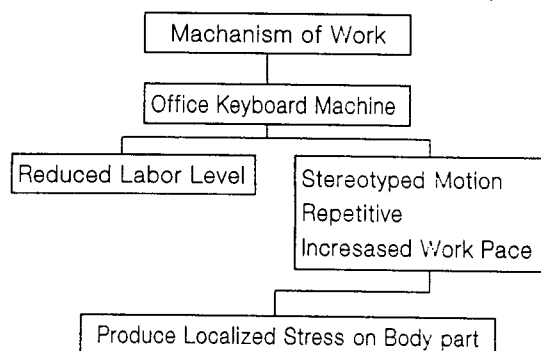 Machanism of Work
Office Keyboard Machine
Reduced Labor Level
Stereotyped Motion
Repetitive
Incresased Work Pace
Produce Localized Stress on Body part